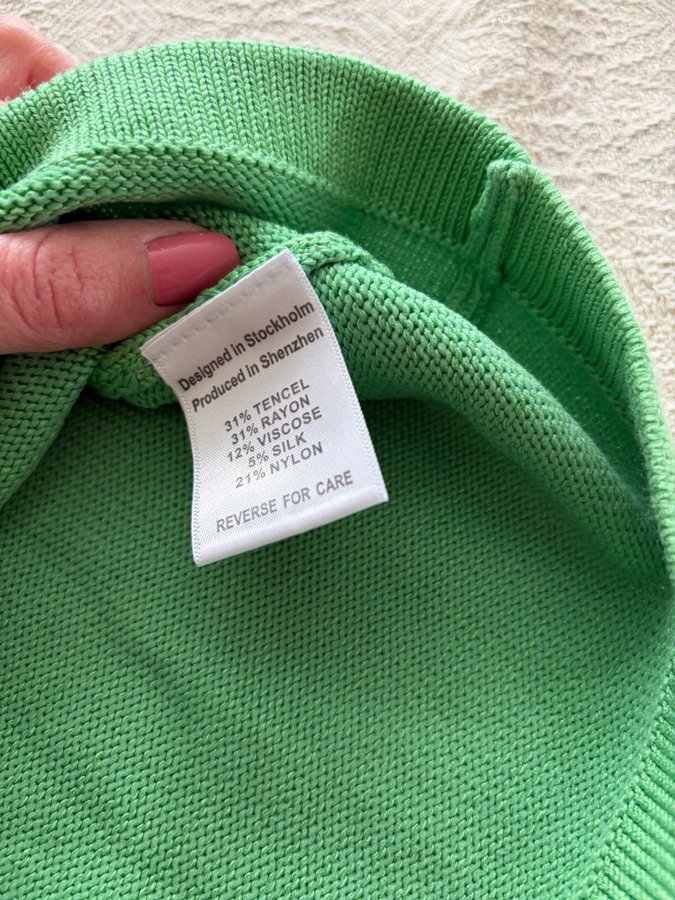 Designed in Stockholm
Produced in Shenzhen
31% TENCEL
31% RAYON
12% VISCOSE
5% SILK
21% NYLON
REVERSE FOR CARE